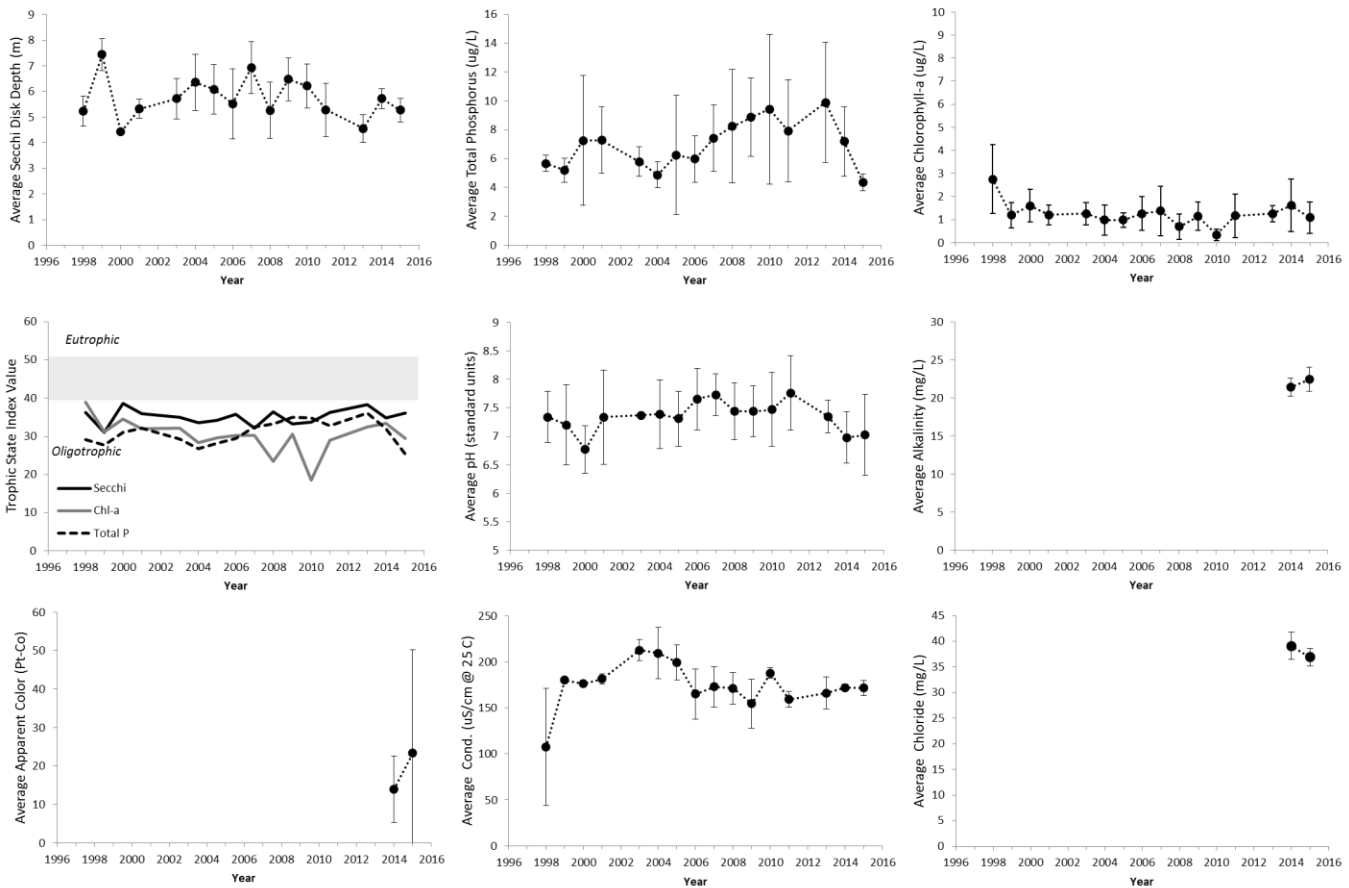 Average Secchi Disk Depth (m)
9
8
7
6
5
4
3
2
1
0
1996 1998 2000 2002 2004 2006 2008 2010 2012 2014 2016
Year
Average Total Phosphorus (ug/L)
16
14
12
10
8
6
4
2
0
1996 1998 2000 2002 2004 2006 2008 2010 2012 2014 2016
Year
Average Chlorophyll-a (ug/L)
10
9
8
7
6
5
4
3
2
1
0
1996 1998 2000 2002 2004 2006 2008 2010 2012 2014 2016
Year
Trophic State Index Value
60
50
40
30
20
10
0
Eutrophic
Oligotrophic
Secchi
Chl-a
Total P
1996 1998 2000 2002 2004 2006 2008 2010 2012 2014 2016
Year
Average pH (standard units)
9
8.5
8
7.5
7
6.5
6
5.5
5
1996 1998 2000 2002 2004 2006 2008 2010 2012 2014 2016
Year
Average Alkalinity (mg/L)
30
25
20
15
10
5
0
1996 1998 2000 2002 2004 2006 2008 2010 2012 2014 2016
Year
Average Apparent Color (Pt-Co)
60
50
40
30
20
10
0
1996 1998 2000 2002 2004 2006 2008 2010 2012 2014 2016
Year
Average Cond. (uS/cm @ 25 C)
250
200
150
100
50
0
1996 1998 2000 2002 2004 2006 2008 2010 2012 2014 2016
Year
Average Chloride (mg/L)
45
40
35
30
25
20
15
10
5
0
1996 1998 2000 2002 2004 2006 2008 2010 2012 2014 2016
Year